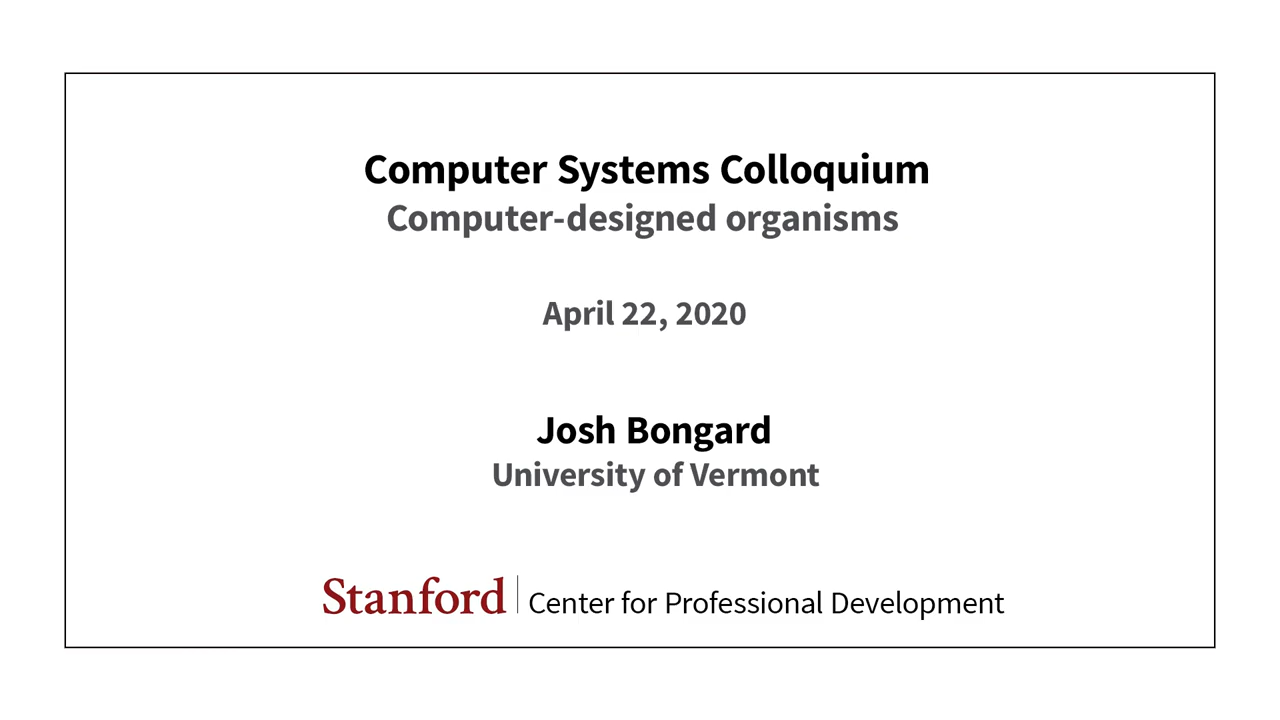 Computer Systems Colloquium
Computer-designed organisms
April 22, 2020
Josh Bongard
University of Vermont
Stanford Center for Professional Development